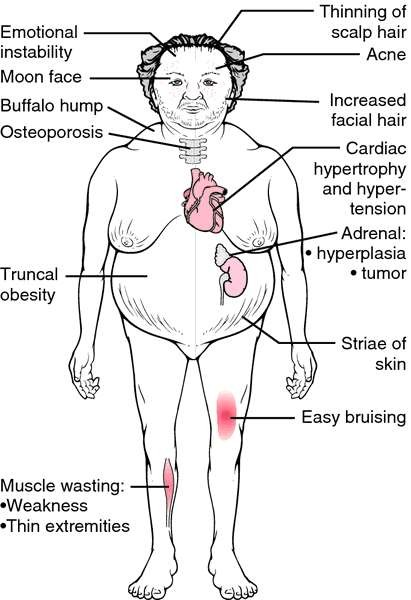 Emotional
instability
Moon face
Buffalo hump
Osteoporosis
Truncal
obesity
Muscle wasting:
•Weakness
•Thin extremities
Thinning of
scalp hair
Acne
Increased
facial hair
Cardiac
hypertrophy
and hyper-
tension
Adrenal:
• hyperplasia
• tumor
Striae of
skin
Easy bruising